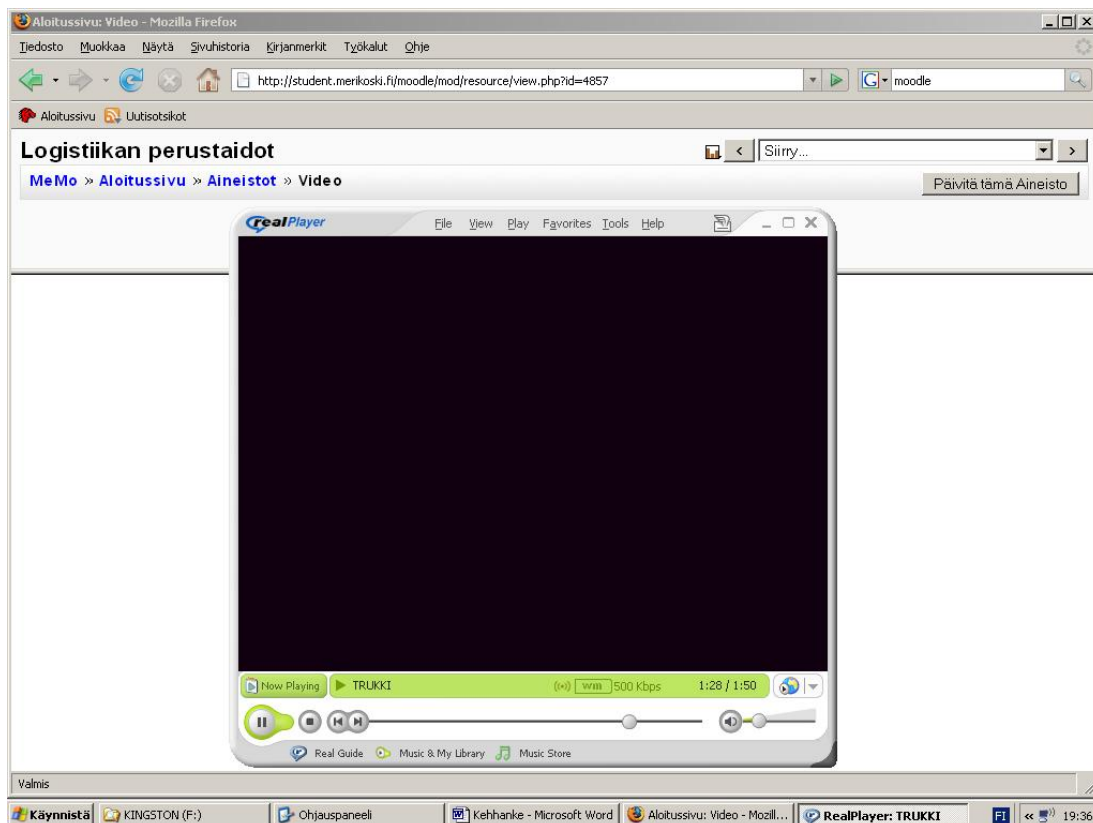 Aloitussivu: Video - Mozilla Firefox
Tiedosto Muokkaa Näytä Sivuhistoria Kirjanmerkit Työkalut Ohje
http://student.merikoski.fi/moodle/mod/resource/view.php?id=4857 G moodle
Aloitussivu Uutisotsikot
Logistiikan perustaidot < Siirry... >
MeMo » Aloitussivu » Aineistot » Video Päivitä tämä Aineisto
realPlayer File View Play Favorites Tools Help
Now Playing TRUKKI wm 500 Kbps 1:28 / 1:50
Real Guide Music & My Library Music Store
Valmis
Käynnistä KINGSTON (F:) Ohjauspaneeli Kehhanke - Microsoft Word Aloitussivu: Video - Mozill... RealPlayer: TRUKKI FI « 19:36